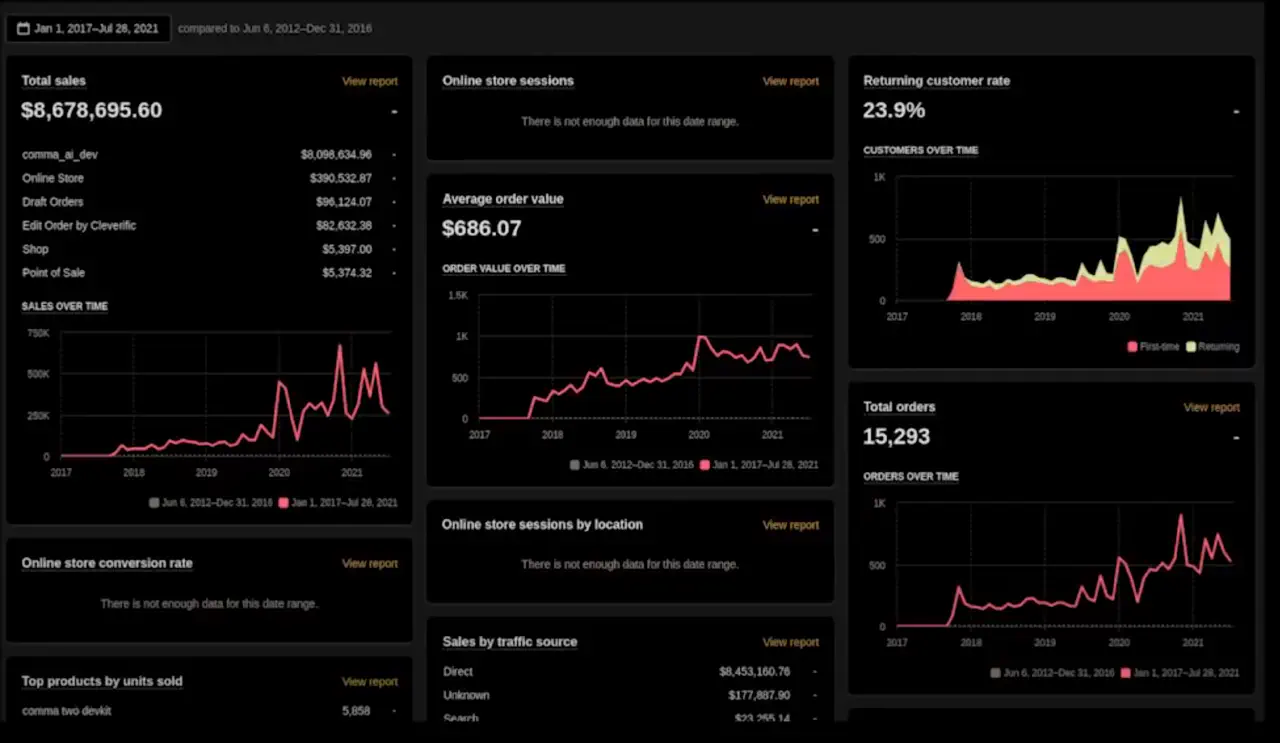 Jan 1, 2017–Jul 28, 2021 compared to Jun 6, 2012–Dec 31, 2016
Total sales View report
$8,678,695.60 -
comma_ai_dev $8,098,634.96 -
Online Store $390,532.87 -
Draft Orders $96,124.07 -
Edit Order by Cleverific $82,632.38 -
Shop $5,397.00 -
Point of Sale $5,374.32 -
SALES OVER TIME
750K
500K
250K
0
2017 2018 2019 2020 2021
Jun 6, 2012–Dec 31, 2016 Jan 1, 2017–Jul 28, 2021
Online store conversion rate View report
There is not enough data for this date range.
Top products by units sold View report
comma two devkit 5,858 -
Online store sessions View report
There is not enough data for this date range.
Average order value View report
$686.07 -
ORDER VALUE OVER TIME
1.5K
1K
500
0
2017 2018 2019 2020 2021
Jun 6, 2012–Dec 31, 2016 Jan 1, 2017–Jul 28, 2021
Online store sessions by location View report
There is not enough data for this date range.
Sales by traffic source View report
Direct $8,453,160.76 -
Unknown $177,887.90 -
Search $23,255.14 -
Returning customer rate View report
23.9% -
CUSTOMERS OVER TIME
1K
500
0
2017 2018 2019 2020 2021
First-time Returning
Total orders View report
15,293 -
ORDERS OVER TIME
1K
500
0
2017 2018 2019 2020 2021
Jun 6, 2012–Dec 31, 2016 Jan 1, 2017–Jul 28, 2021